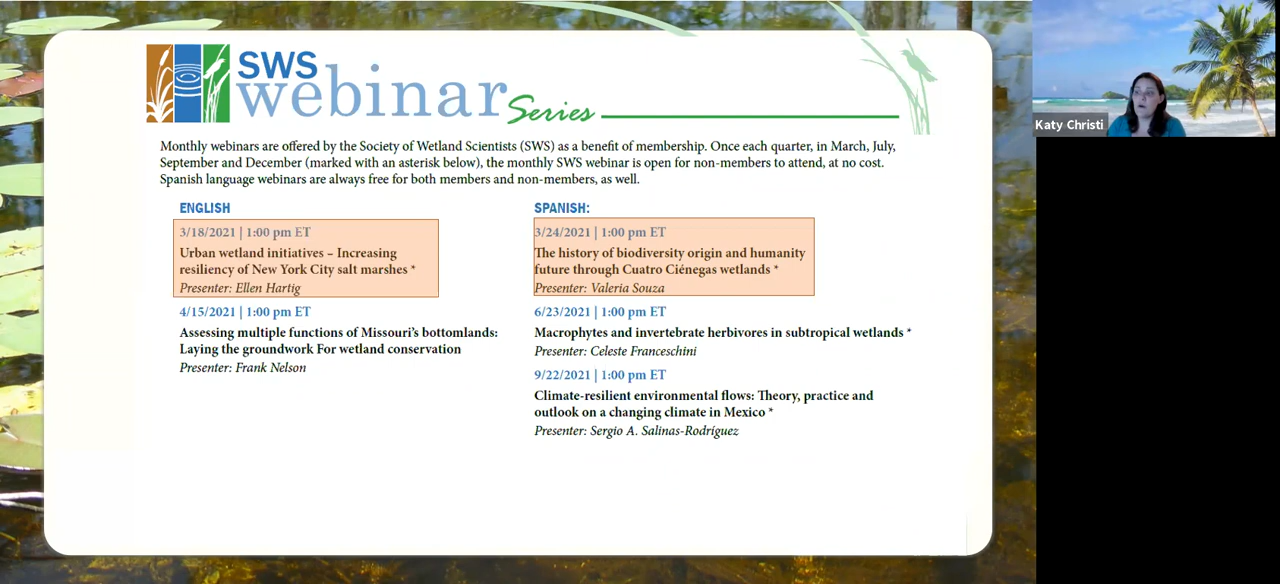 SWS
webinar Series
Katy Christi
Monthly webinars are offered by the Society of Wetland Scientists (SWS) as a benefit of membership. Once each quarter, in March, July,
September and December (marked with an asterisk below), the monthly SWS webinar is open for non-members to attend, at no cost.
Spanish language webinars are always free for both members and non-members, as well.
ENGLISH
3/18/2021 | 1:00 pm ET
Urban wetland initiatives – Increasing
resiliency of New York City salt marshes *
Presenter: Ellen Hartig
4/15/2021 | 1:00 pm ET
Assessing multiple functions of Missouri's bottomlands:
Laying the groundwork For wetland conservation
Presenter: Frank Nelson
SPANISH:
3/24/2021 | 1:00 pm ET
The history of biodiversity origin and humanity
future through Cuatro Ciénegas wetlands *
Presenter: Valeria Souza
6/23/2021 | 1:00 pm ET
Macrophytes and invertebrate herbivores in subtropical wetlands *
Presenter: Celeste Franceschini
9/22/2021 | 1:00 pm ET
Climate-resilient environmental flows: Theory, practice and
outlook on a changing climate in Mexico *
Presenter: Sergio A. Salinas-Rodríguez